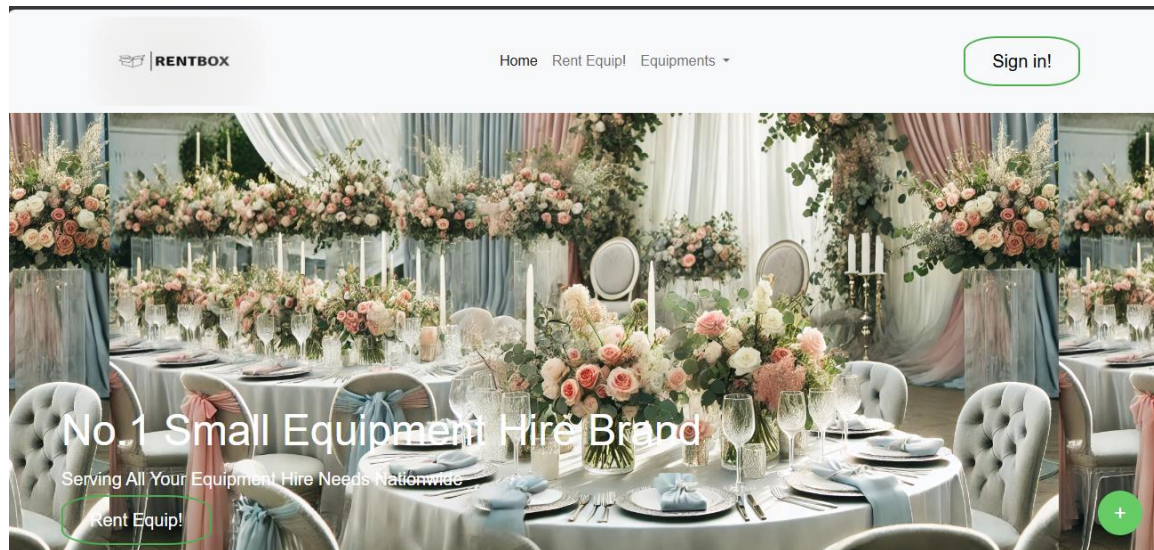 RENTBOX
Home Rent Equip! Equipments
Sign in!
No.1 Small Equipment Hire Brand
Serving All Your Equipment Hire Needs Nationwide
Rent Equip!
+